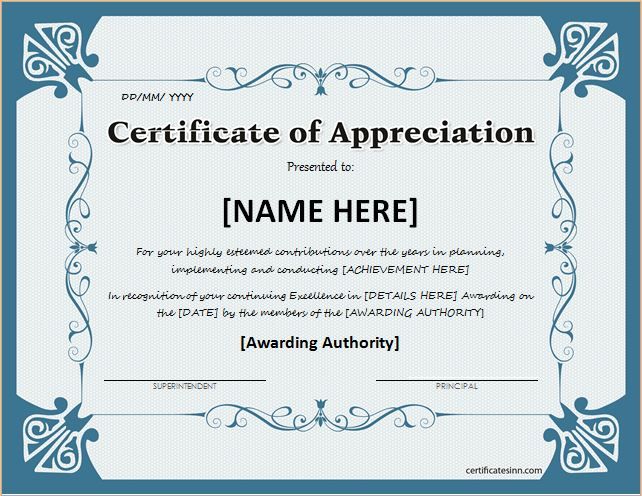 DD/MM/ YYYY
Certificate of Appreciation
Presented to:
[NAME HERE]
For your highly esteemed contributions over the years in planning,
implementing and conducting [ACHIEVEMENT HERE]
In recognition of your continuing Excellence in [DETAILS HERE] Awarding on
the [DATE] by the members of the [AWARDING AUTHORITY]
[Awarding Authority]
SUPERINTENDENT PRINCIPAL
certificatesinn.com